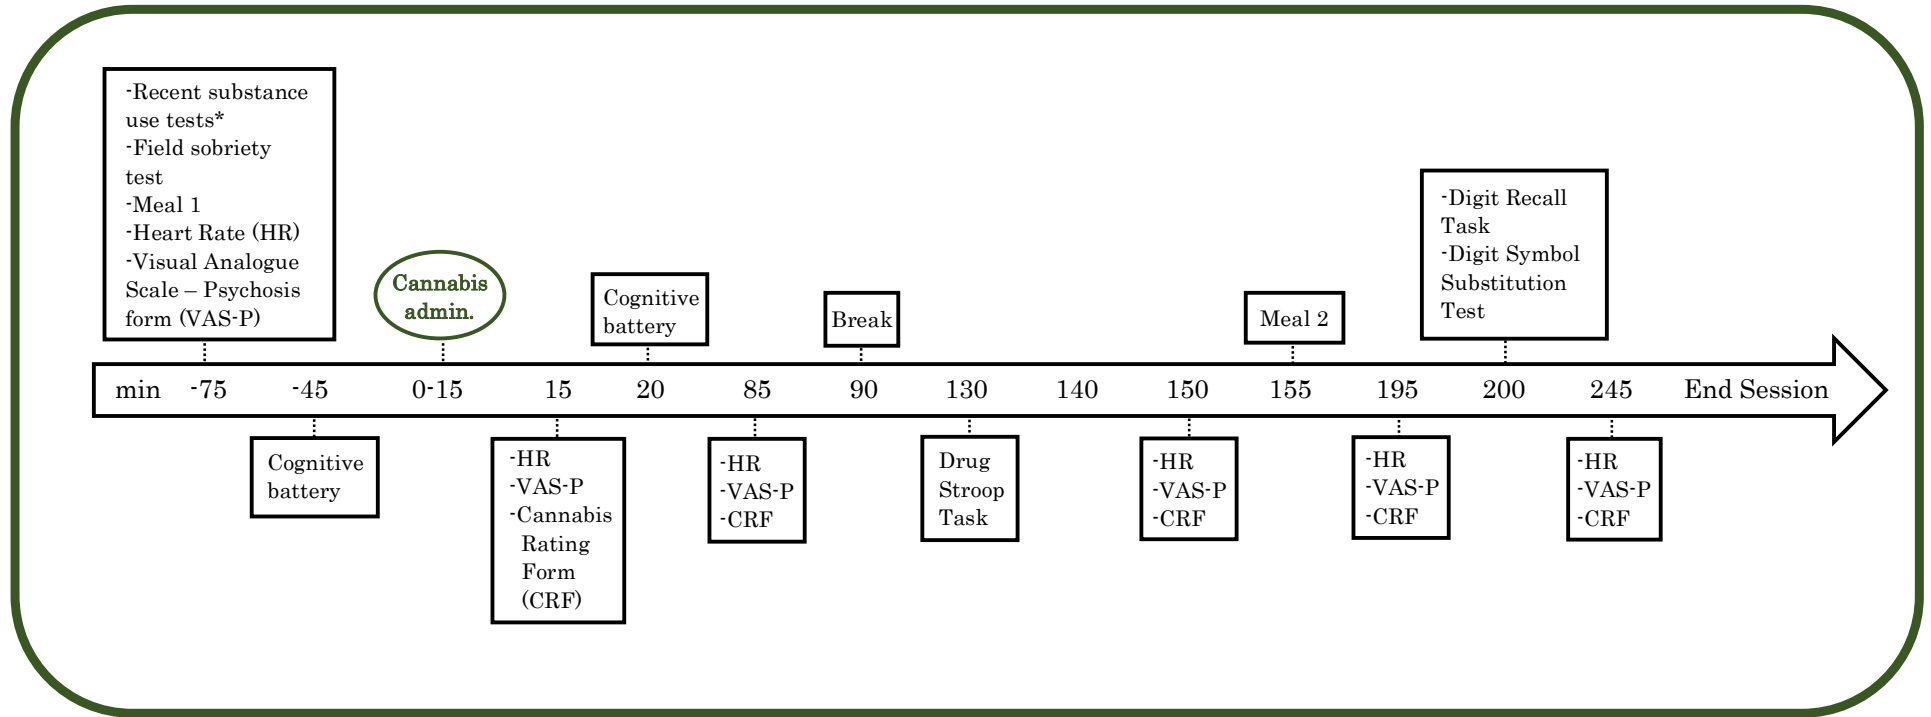 -Recent substance
use tests*
-Field sobriety
test
-Meal 1
-Heart Rate (HR)
-Visual Analogue
Scale – Psychosis
form (VAS-P)
Cannabis
admin.
Cognitive
battery
Break
Meal 2
-Digit Recall
Task
-Digit Symbol
Substitution
Test
min -75 -45 0-15 15 20 85 90 130 140 150 155 195 200 245 End Session
Cognitive
battery
-HR
-VAS-P
-Cannabis
Rating
Form
(CRF)
-HR
-VAS-P
-CRF
Drug
Stroop
Task
-HR
-VAS-P
-CRF
-HR
-VAS-P
-CRF
-HR
-VAS-P
-CRF